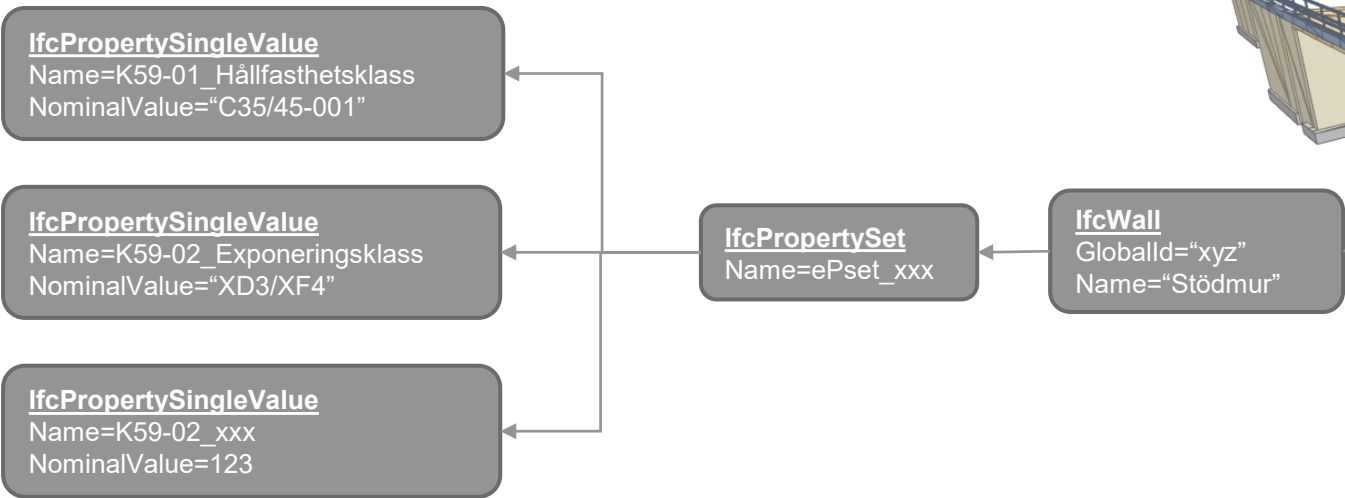 IfcPropertySingleValue
Name=K59-01_Hållfasthetsklass
NominalValue=“C35/45-001”
IfcPropertySingleValue
Name=K59-02_Exponeringsklass
NominalValue=“XD3/XF4”
IfcPropertySingleValue
Name=K59-02_xxx
NominalValue=123
IfcPropertySet
Name=ePset_xxx
IfcWall
GlobalId=“xyz”
Name=“Stödmur”